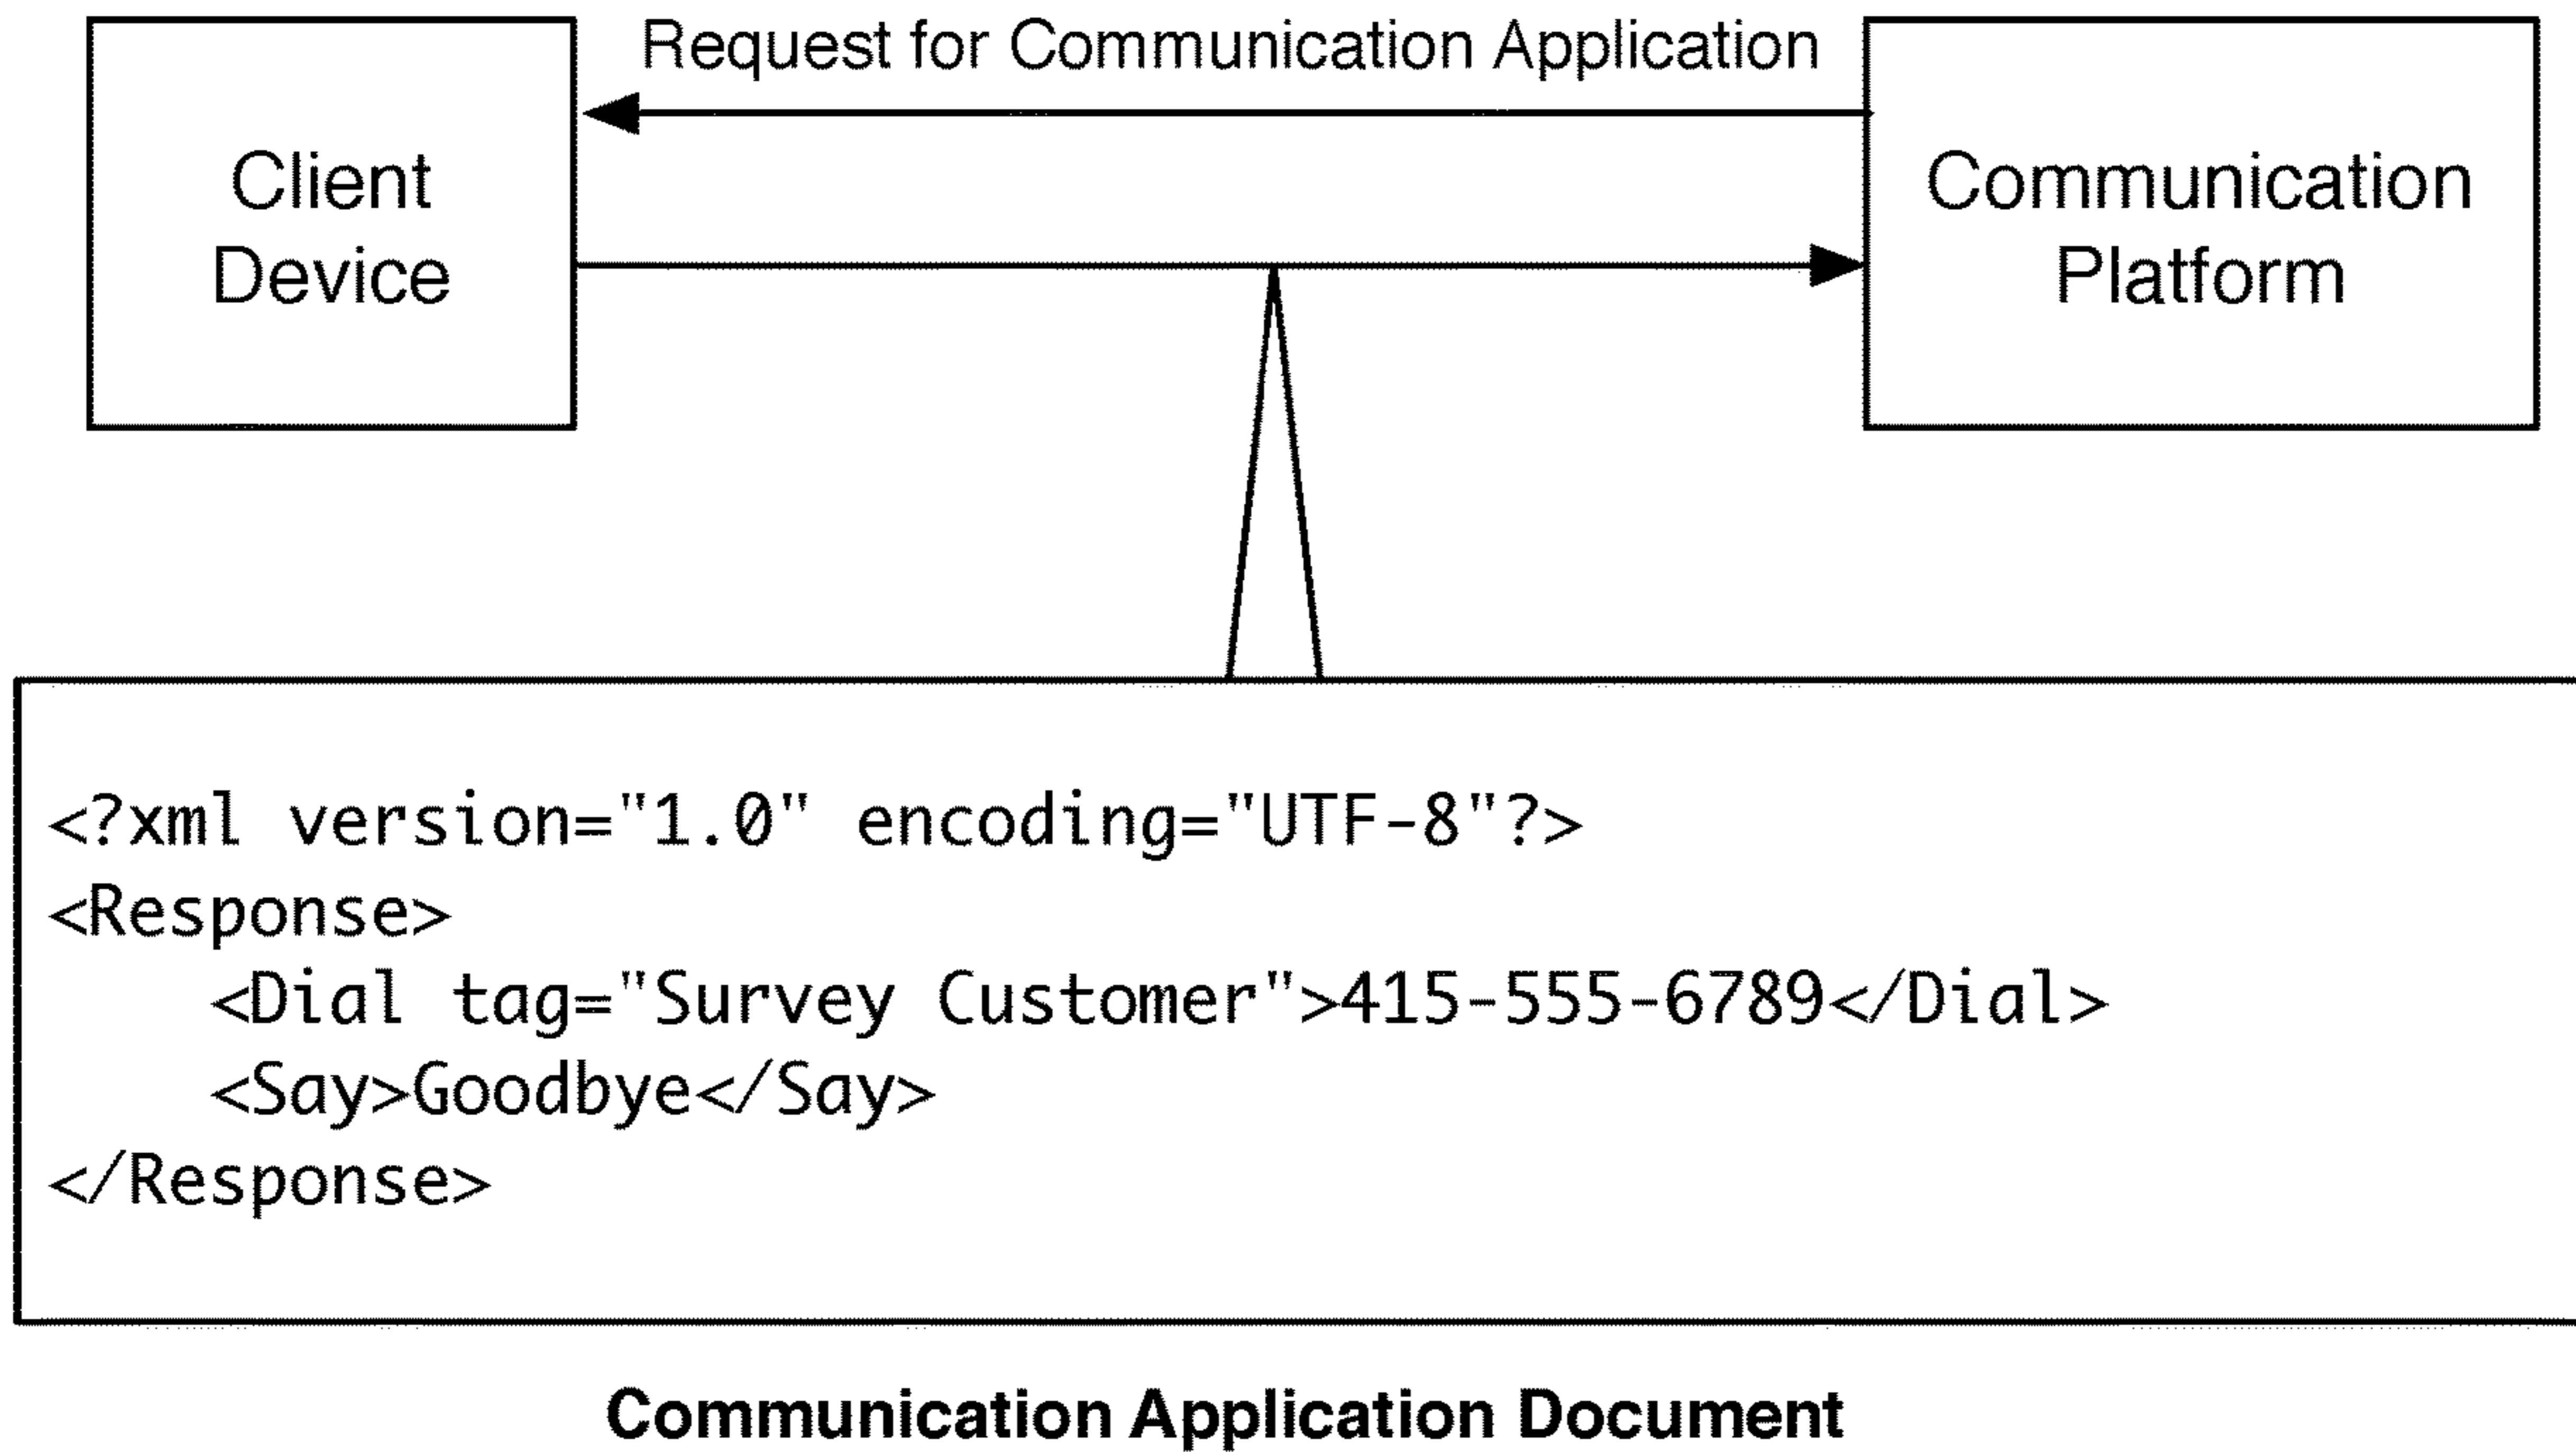 Request for Communication Application
Client
Device
Communication
Platform
<?xml version="1.0" encoding="UTF-8"?>
<Response>
    <Dial tag="Survey Customer">415-555-6789</Dial>
    <Say>Goodbye</Say>
</Response>
Communication Application Document